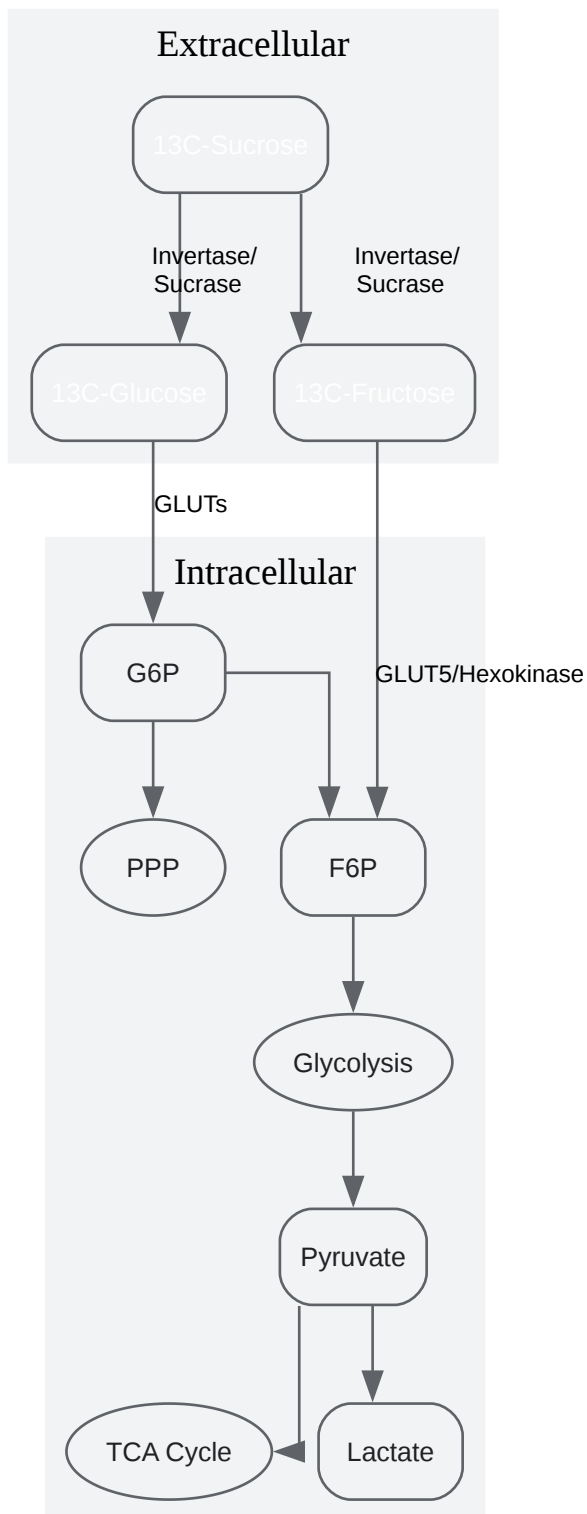 Extracellular
13C-Sucrose
Invertase/
Sucrase
Invertase/
Sucrase
13C-Glucose
13C-Fructose
GLUTs
Intracellular
G6P
GLUT5/Hexokinase
PPP
F6P
Glycolysis
Pyruvate
TCA Cycle
Lactate